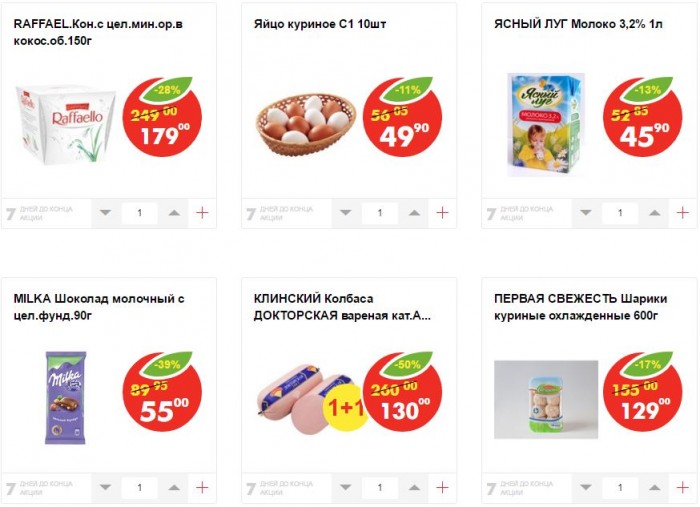 RAFFAEL.Кон.с цел.мин.ор.в
кокос.об.150г
Raffaello
-28%
249 00
179 00
7 ДНЕЙ ДО КОНЦА
АКЦИИ
1
+
Яйцо куриное С1 10шт
-11%
56 05
49 90
7 ДНЕЙ ДО КОНЦА
АКЦИИ
1
+
ЯСНЫЙ ЛУГ Молоко 3,2% 1л
Ясный
луг
МОЛОКО 3,2%
-13%
52 85
45 90
7 ДНЕЙ ДО КОНЦА
АКЦИИ
1
+
MILKA Шоколад молочный с
цел.фунд.90г
Milka
-39%
89 95
55 00
7 ДНЕЙ ДО КОНЦА
АКЦИИ
1
+
КЛИНСКИЙ Колбаса
ДОКТОРСКАЯ вареная кат.А...
1+1
-50%
260 00
130 00
7 ДНЕЙ ДО КОНЦА
АКЦИИ
1
+
ПЕРВАЯ СВЕЖЕСТЬ Шарики
куриные охлажденные 600г
-17%
155 00
129 00
7 ДНЕЙ ДО КОНЦА
АКЦИИ
1
+